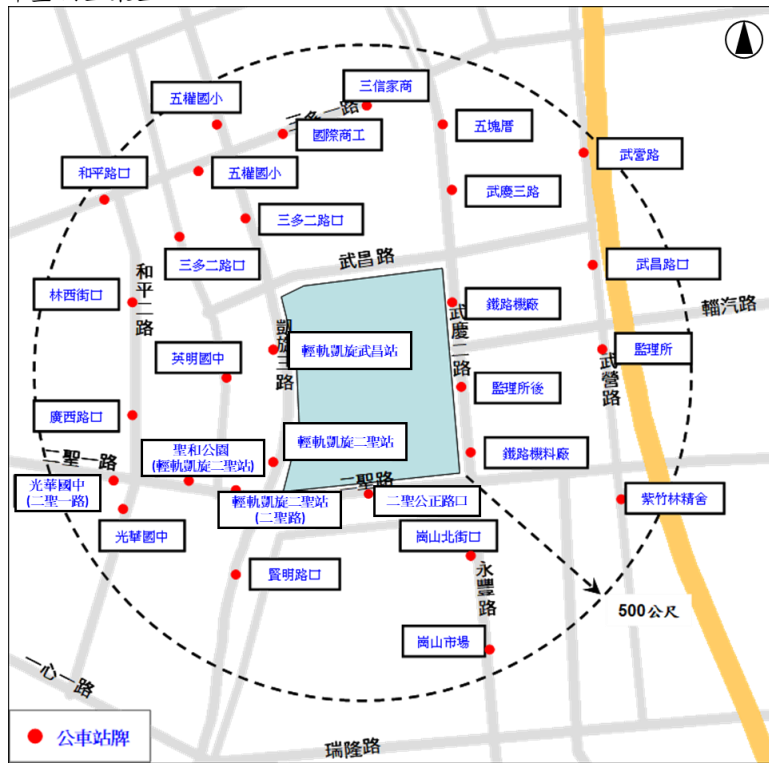 三信家商
五權國小
三多一路
五塊厝
國際商工
武營路
和平路口
五權國小
武慶三路
三多二路口
三多二路口
武昌路
武昌路口
和平二路
林西街口
鐵路機廠
武慶二路
輜汽路
凱旋三路
輕軌凱旋武昌站
英明國中
監理所
武營路
監理所後
廣西路口
聖和公園
(輕軌凱旋二聖站)
輕軌凱旋二聖站
鐵路機料廠
二聖一路
光華國中
(二聖一路)
二聖路
輕軌凱旋二聖站
(二聖路)
二聖公正路口
紫竹林精舍
光華國中
崗山北街口
賢明路口
永豐路
500公尺
崗山市場
一心一路
公車站牌
瑞隆路